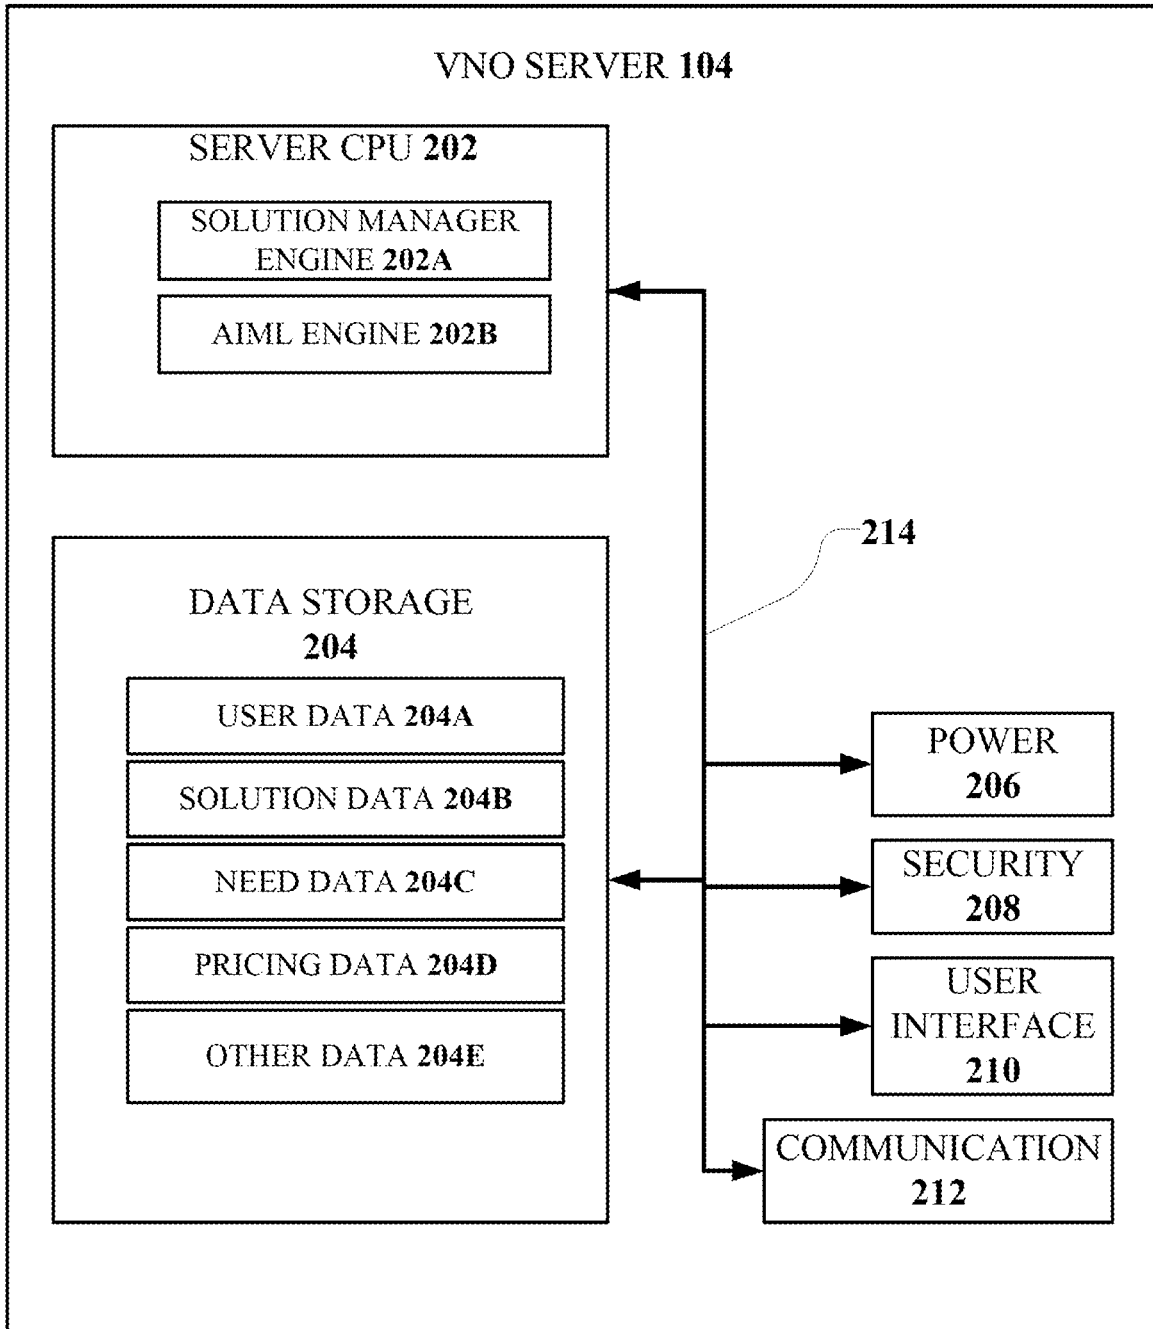 VNO SERVER 104
SERVER CPU 202
SOLUTION MANAGER
ENGINE 202A
AIML ENGINE 202B
214
DATA STORAGE
204
USER DATA 204A
SOLUTION DATA 204B
NEED DATA 204C
PRICING DATA 204D
OTHER DATA 204E
POWER
206
SECURITY
208
USER
INTERFACE
210
COMMUNICATION
212